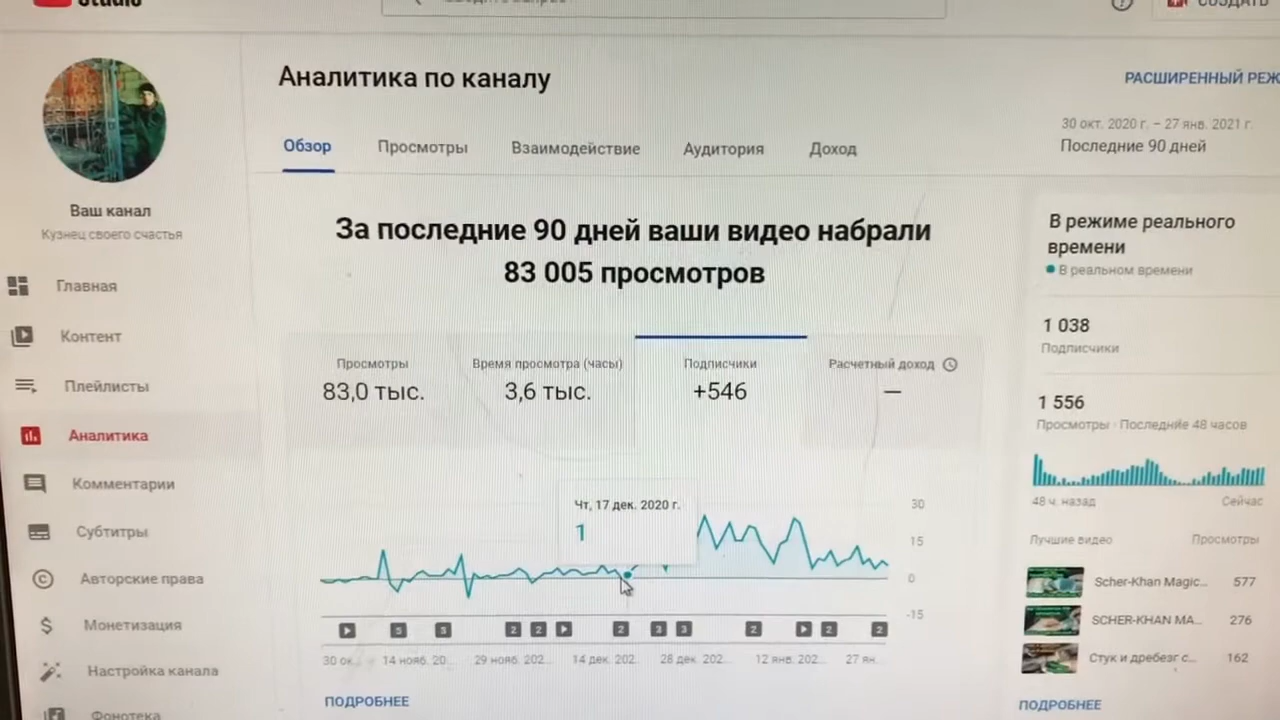 Studio
СОЗДАТЬ
Аналитика по каналу
РАСШИРЕННЫЙ РЕЖ
Обзор
Просмотры
Взаимодействие
Аудитория
Доход
30 окт. 2020 г. – 27 янв. 2021 г.
Последние 90 дней
Ваш канал
Кузнец своего счастья
Главная
Контент
Плейлисты
Аналитика
Комментарии
Субтитры
Авторские права
Монетизация
Настройка канала
Фонотека
За последние 90 дней ваши видео набрали
83 005 просмотров
Просмотры
83,0 тыс.
Время просмотра (часы)
3,6 тыс.
Подписчики
+546
Расчетный доход
—
Чт, 17 дек. 2020 г.
1
30
15
0
-15
5 5 2 2 2 3 3 2 2 2
30 ок... 14 нояб. 20... 29 нояб. 202... 14 дек. 202... 28 дек. 202... 12 янв. 202... 27 ян...
ПОДРОБНЕЕ
В режиме реального
времени
В реальном времени
1 038
Подписчики
1 556
Просмотры · Последние 48 часов
48 ч. назад
Сейчас
Лучшие видео
Просмотры
Scher-Khan Magic... 577
SCHER-KHAN MA... 276
Стук и дребезг с... 162
ПОДРОБНЕЕ